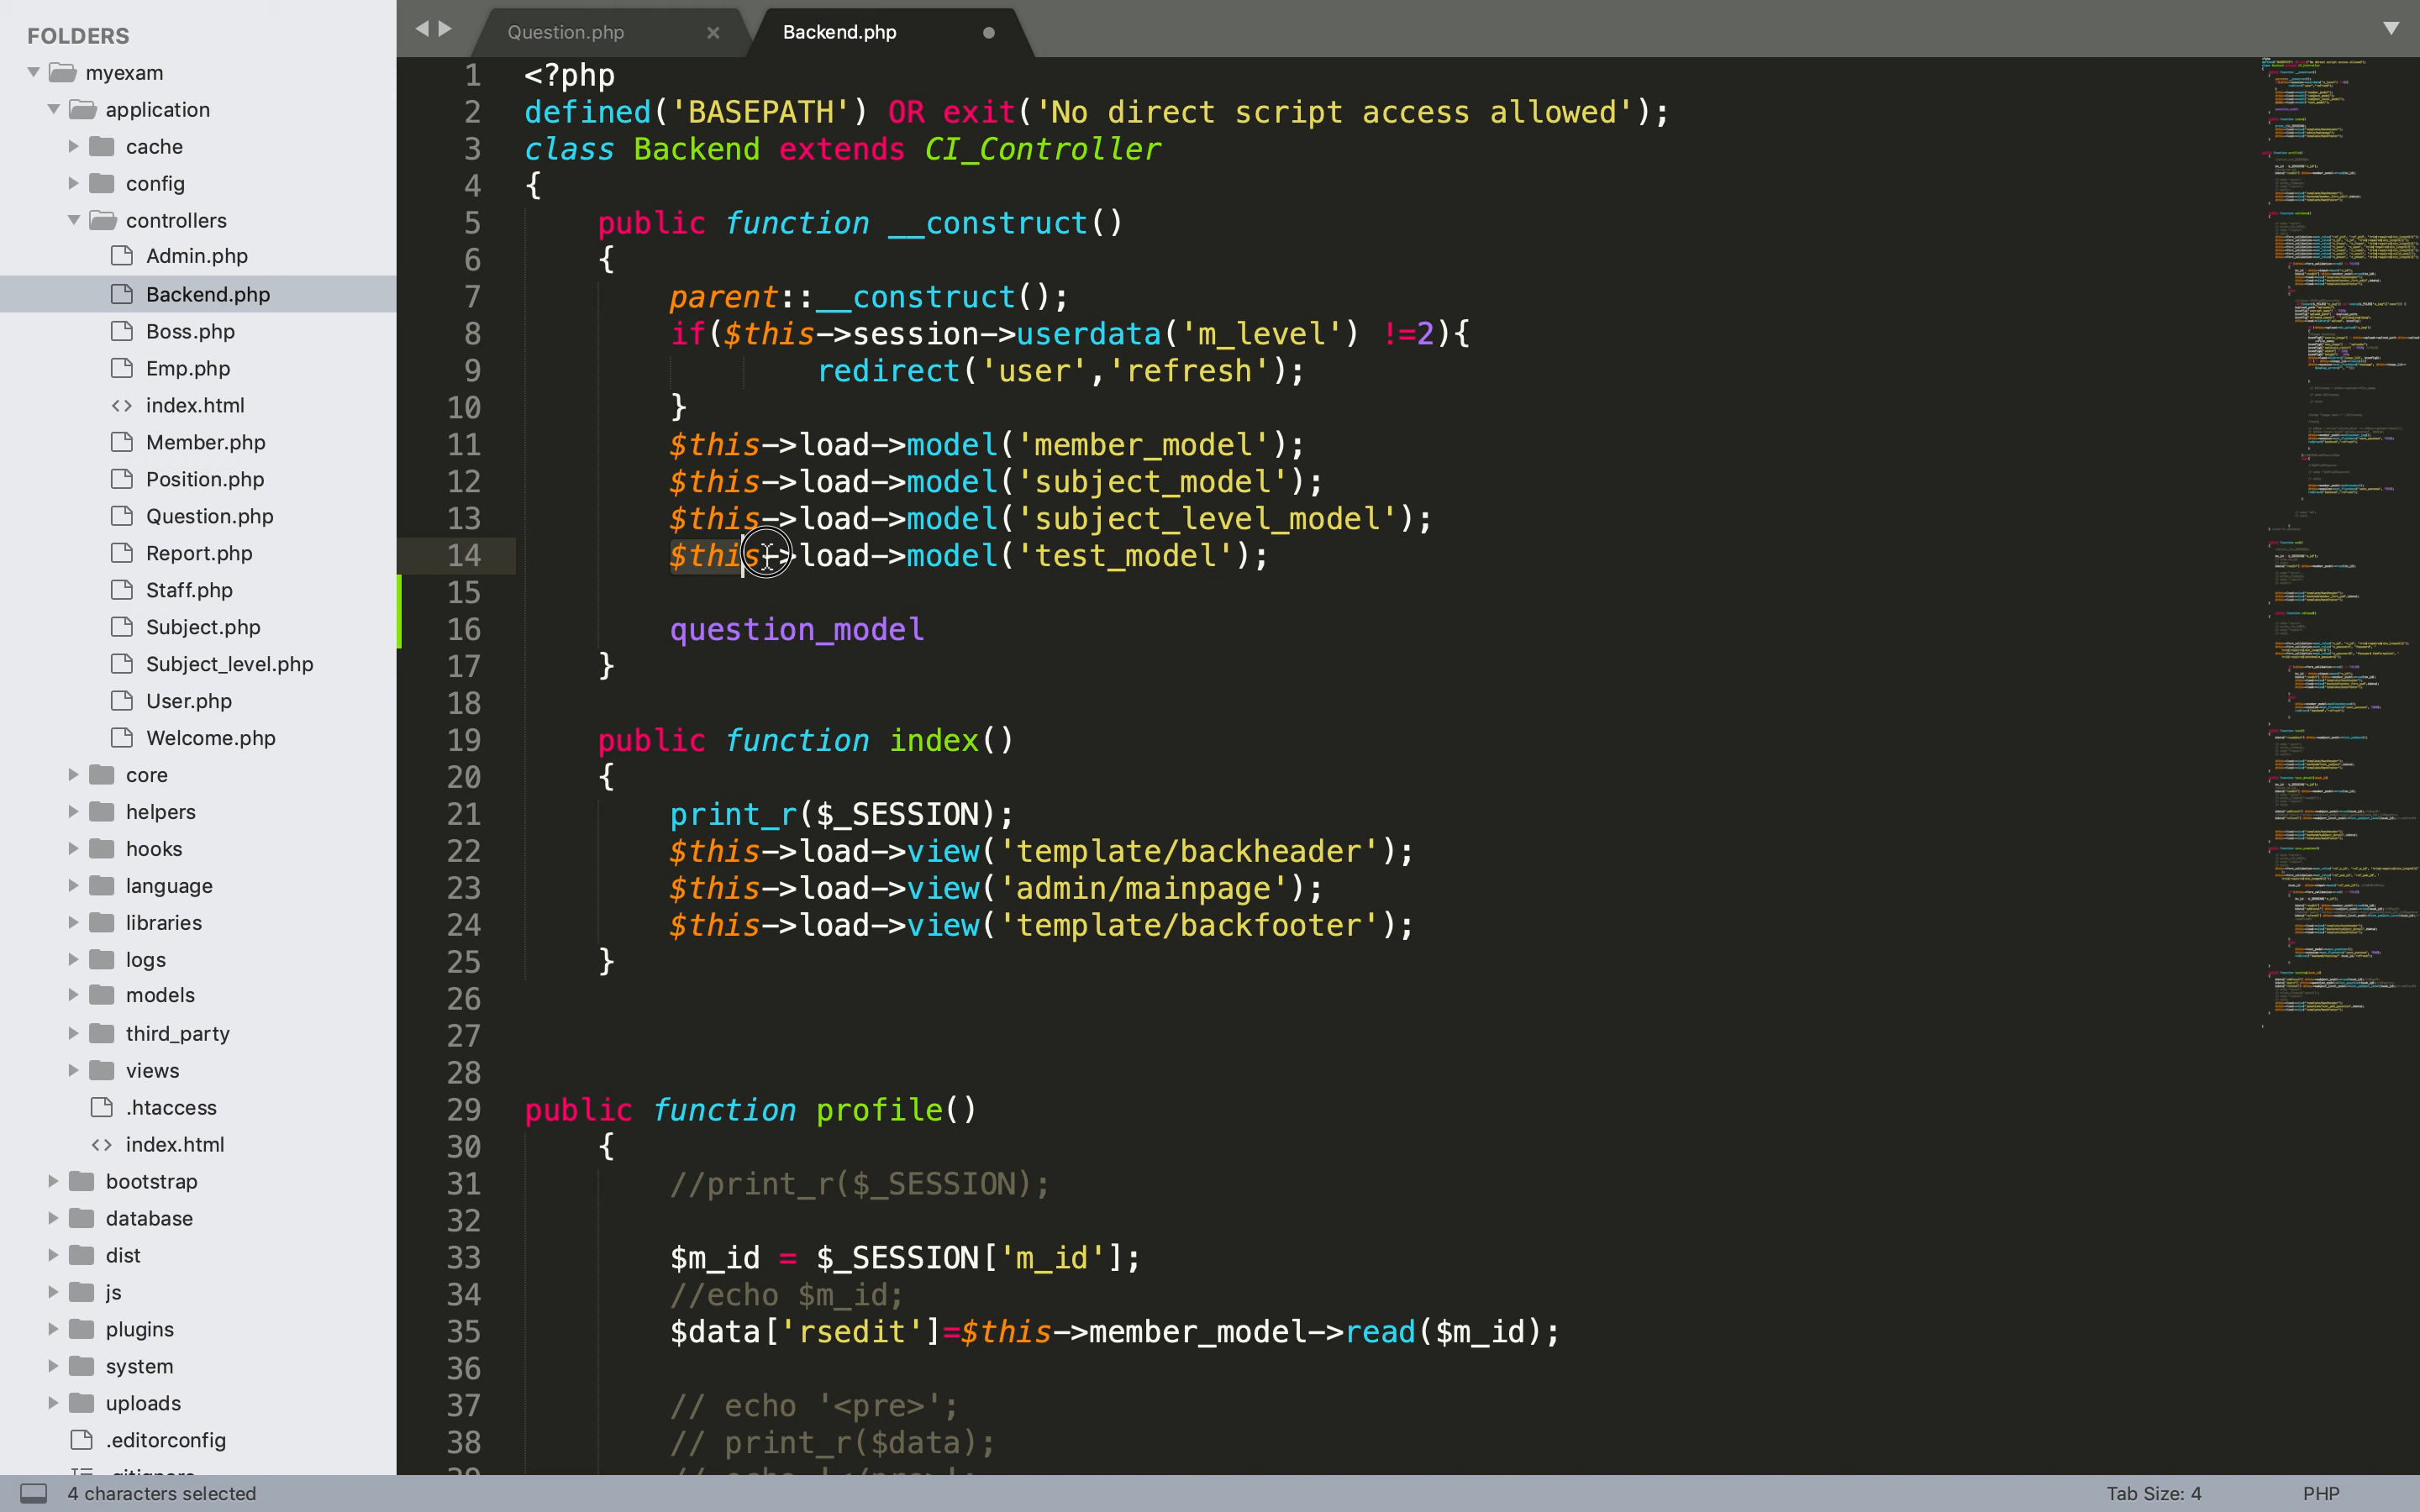 FOLDERS
myexam
application
cache
config
controllers
Admin.php
Backend.php
Boss.php
Emp.php
index.html
Member.php
Position.php
Question.php
Report.php
Staff.php
Subject.php
Subject_level.php
User.php
Welcome.php
core
helpers
hooks
language
libraries
logs
models
third_party
views
.htaccess
index.html
bootstrap
database
dist
js
plugins
system
uploads
.editorconfig
Question.php
Backend.php
1 <?php
2 defined('BASEPATH') OR exit('No direct script access allowed');
3 class Backend extends CI_Controller
4 {
5 public function __construct()
6 {
7 parent::__construct();
8 if($this->session->userdata('m_level') !=2){
9 redirect('user','refresh');
10 }
11 $this->load->model('member_model');
12 $this->load->model('subject_model');
13 $this->load->model('subject_level_model');
14 $this->load->model('test_model');
15
16 question_model
17 }
18
19 public function index()
20 {
21 print_r($_SESSION);
22 $this->load->view('template/backheader');
23 $this->load->view('admin/mainpage');
24 $this->load->view('template/backfooter');
25 }
26
27
28
29 public function profile()
30 {
31 //print_r($_SESSION);
32
33 $m_id = $_SESSION['m_id'];
34 //echo $m_id;
35 $data['rsedit']=$this->member_model->read($m_id);
36
37 // echo '<pre>';
38 // print_r($data);
4 characters selected
Tab Size: 4
PHP